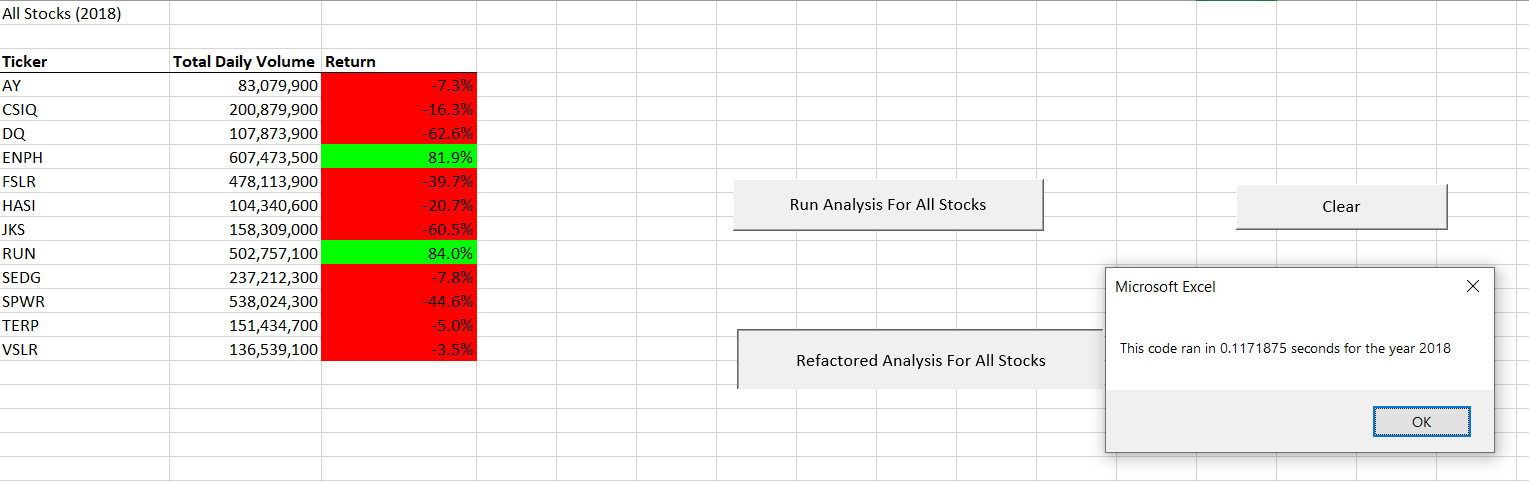 All Stocks (2018)
Ticker Total Daily Volume Return
AY 83,079,900 -7.3%
CSIQ 200,879,900 -16.3%
DQ 107,873,900 -62.6%
ENPH 607,473,500 81.9%
FSLR 478,113,900 -39.7%
HASI 104,340,600 -20.7%
JKS 158,309,000 -60.5%
RUN 502,757,100 84.0%
SEDG 237,212,300 -7.8%
SPWR 538,024,300 -44.6%
TERP 151,434,700 -5.0%
VSLR 136,539,100 -3.5%
Run Analysis For All Stocks
Clear
Refactored Analysis For All Stocks
Microsoft Excel
This code ran in 0.1171875 seconds for the year 2018
OK